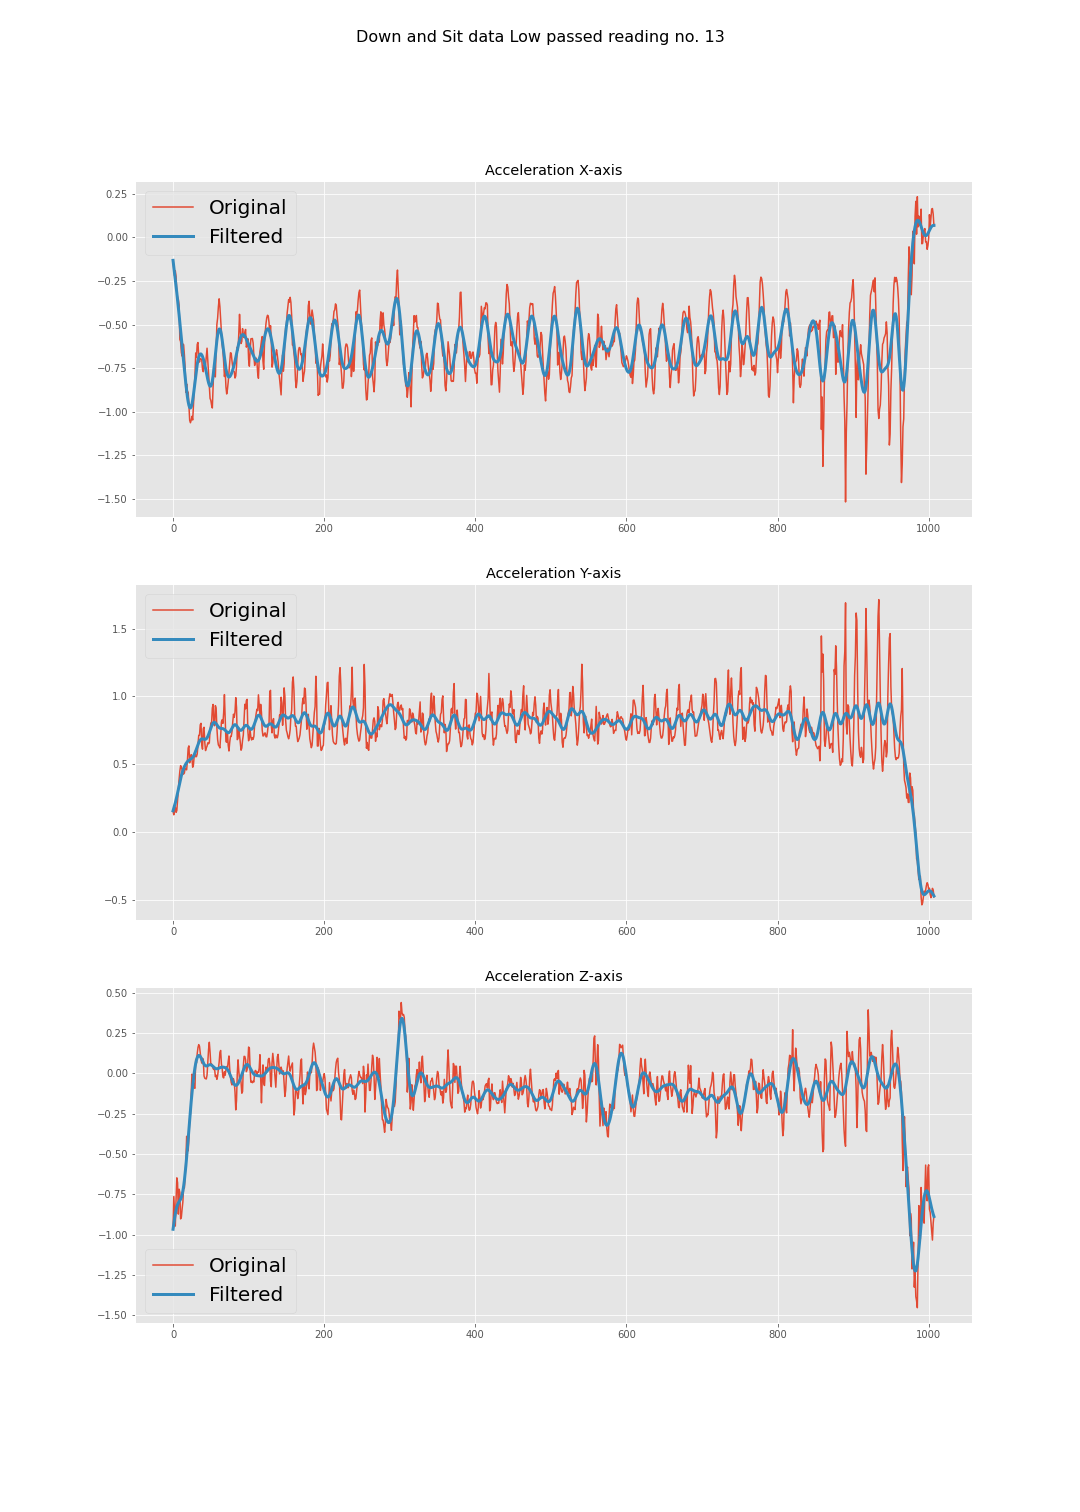 Down and Sit data Low passed reading no. 13
Acceleration X-axis
Original
Filtered
0.25
0.00
−0.25
−0.50
−0.75
−1.00
−1.25
−1.50
0 200 400 600 800 1000
Acceleration Y-axis
Original
Filtered
1.5
1.0
0.5
0.0
−0.5
0 200 400 600 800 1000
Acceleration Z-axis
0.50
0.25
0.00
−0.25
−0.50
−0.75
−1.00
−1.25
−1.50
Original
Filtered
0 200 400 600 800 1000